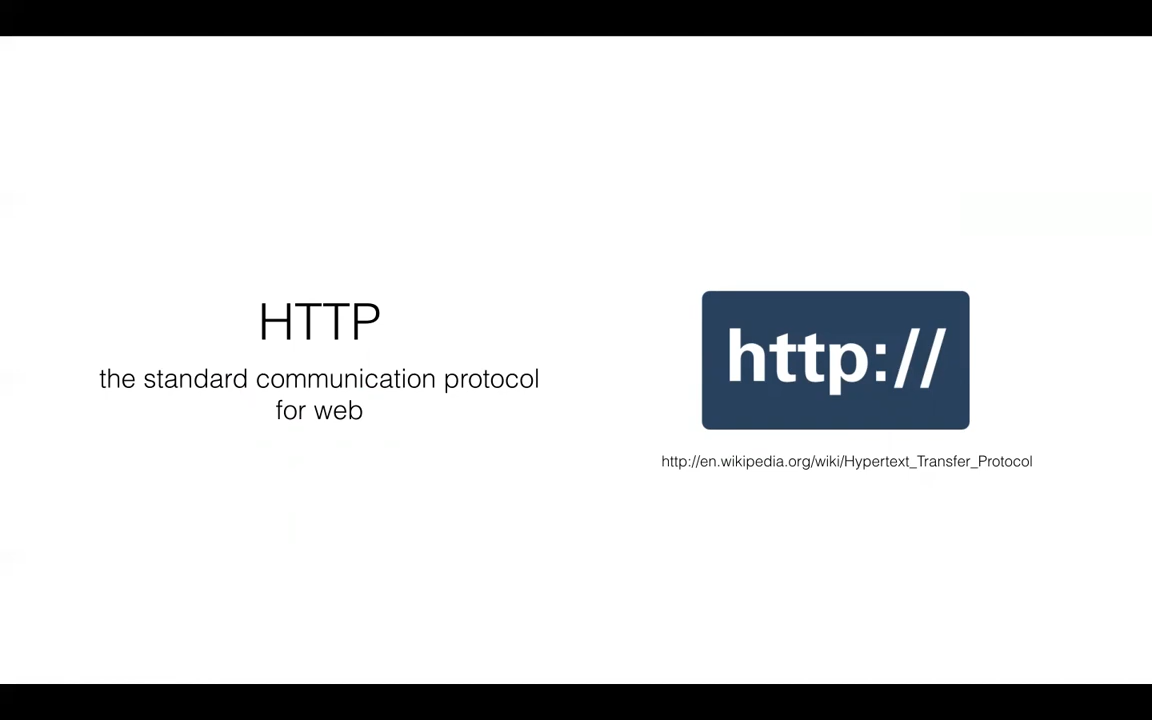 HTTP
the standard communication protocol
for web
http://
http://en.wikipedia.org/wiki/Hypertext_Transfer_Protocol